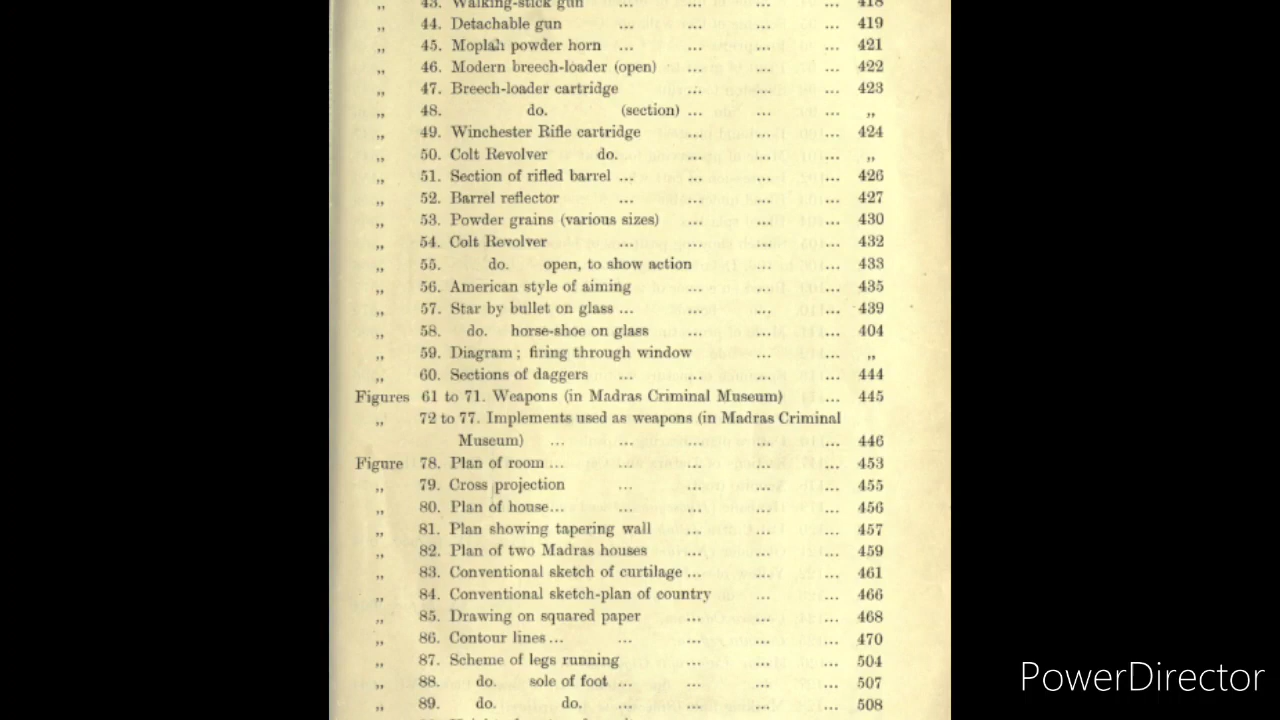 „ 43. Walking-stick gun ... ... ... 418
„ 44. Detachable gun ... ... ... ... 419
„ 45. Moplah powder horn ... ... ... ... 421
„ 46. Modern breech-loader (open) ... ... ... 422
„ 47. Breech-loader cartridge ... ... ... 423
„ 48. do. (section) ... ... ... „
„ 49. Winchester Rifle cartridge ... ... ... 424
„ 50. Colt Revolver do. ... ... ... „
„ 51. Section of rifled barrel ... ... ... ... 426
„ 52. Barrel reflector ... ... ... ... 427
„ 53. Powder grains (various sizes) ... ... ... 430
„ 54. Colt Revolver ... ... ... ... 432
„ 55. do. open, to show action ... ... 433
„ 56. American style of aiming ... ... ... 435
„ 57. Star by bullet on glass ... ... ... ... 439
„ 58. do. horse-shoe on glass ... ... ... 404
„ 59. Diagram; firing through window ... ... „
„ 60. Sections of daggers ... ... ... ... 444
Figures 61 to 71. Weapons (in Madras Criminal Museum) ... 445
„ 72 to 77. Implements used as weapons (in Madras Criminal
Museum) ... ... ... ... ... 446
Figure 78. Plan of room ... ... ... ... ... 453
„ 79. Cross projection ... ... ... ... 455
„ 80. Plan of house... ... ... ... ... 456
„ 81. Plan showing tapering wall ... ... ... 457
„ 82. Plan of two Madras houses ... ... ... 459
„ 83. Conventional sketch of curtilage ... ... ... 461
„ 84. Conventional sketch-plan of country ... ... 466
„ 85. Drawing on squared paper ... ... ... 468
„ 86. Contour lines ... ... ... ... ... 470
„ 87. Scheme of legs running ... ... ... 504
„ 88. do. sole of foot ... ... ... ... 507
„ 89. do. do. ... ... ... 508
PowerDirector